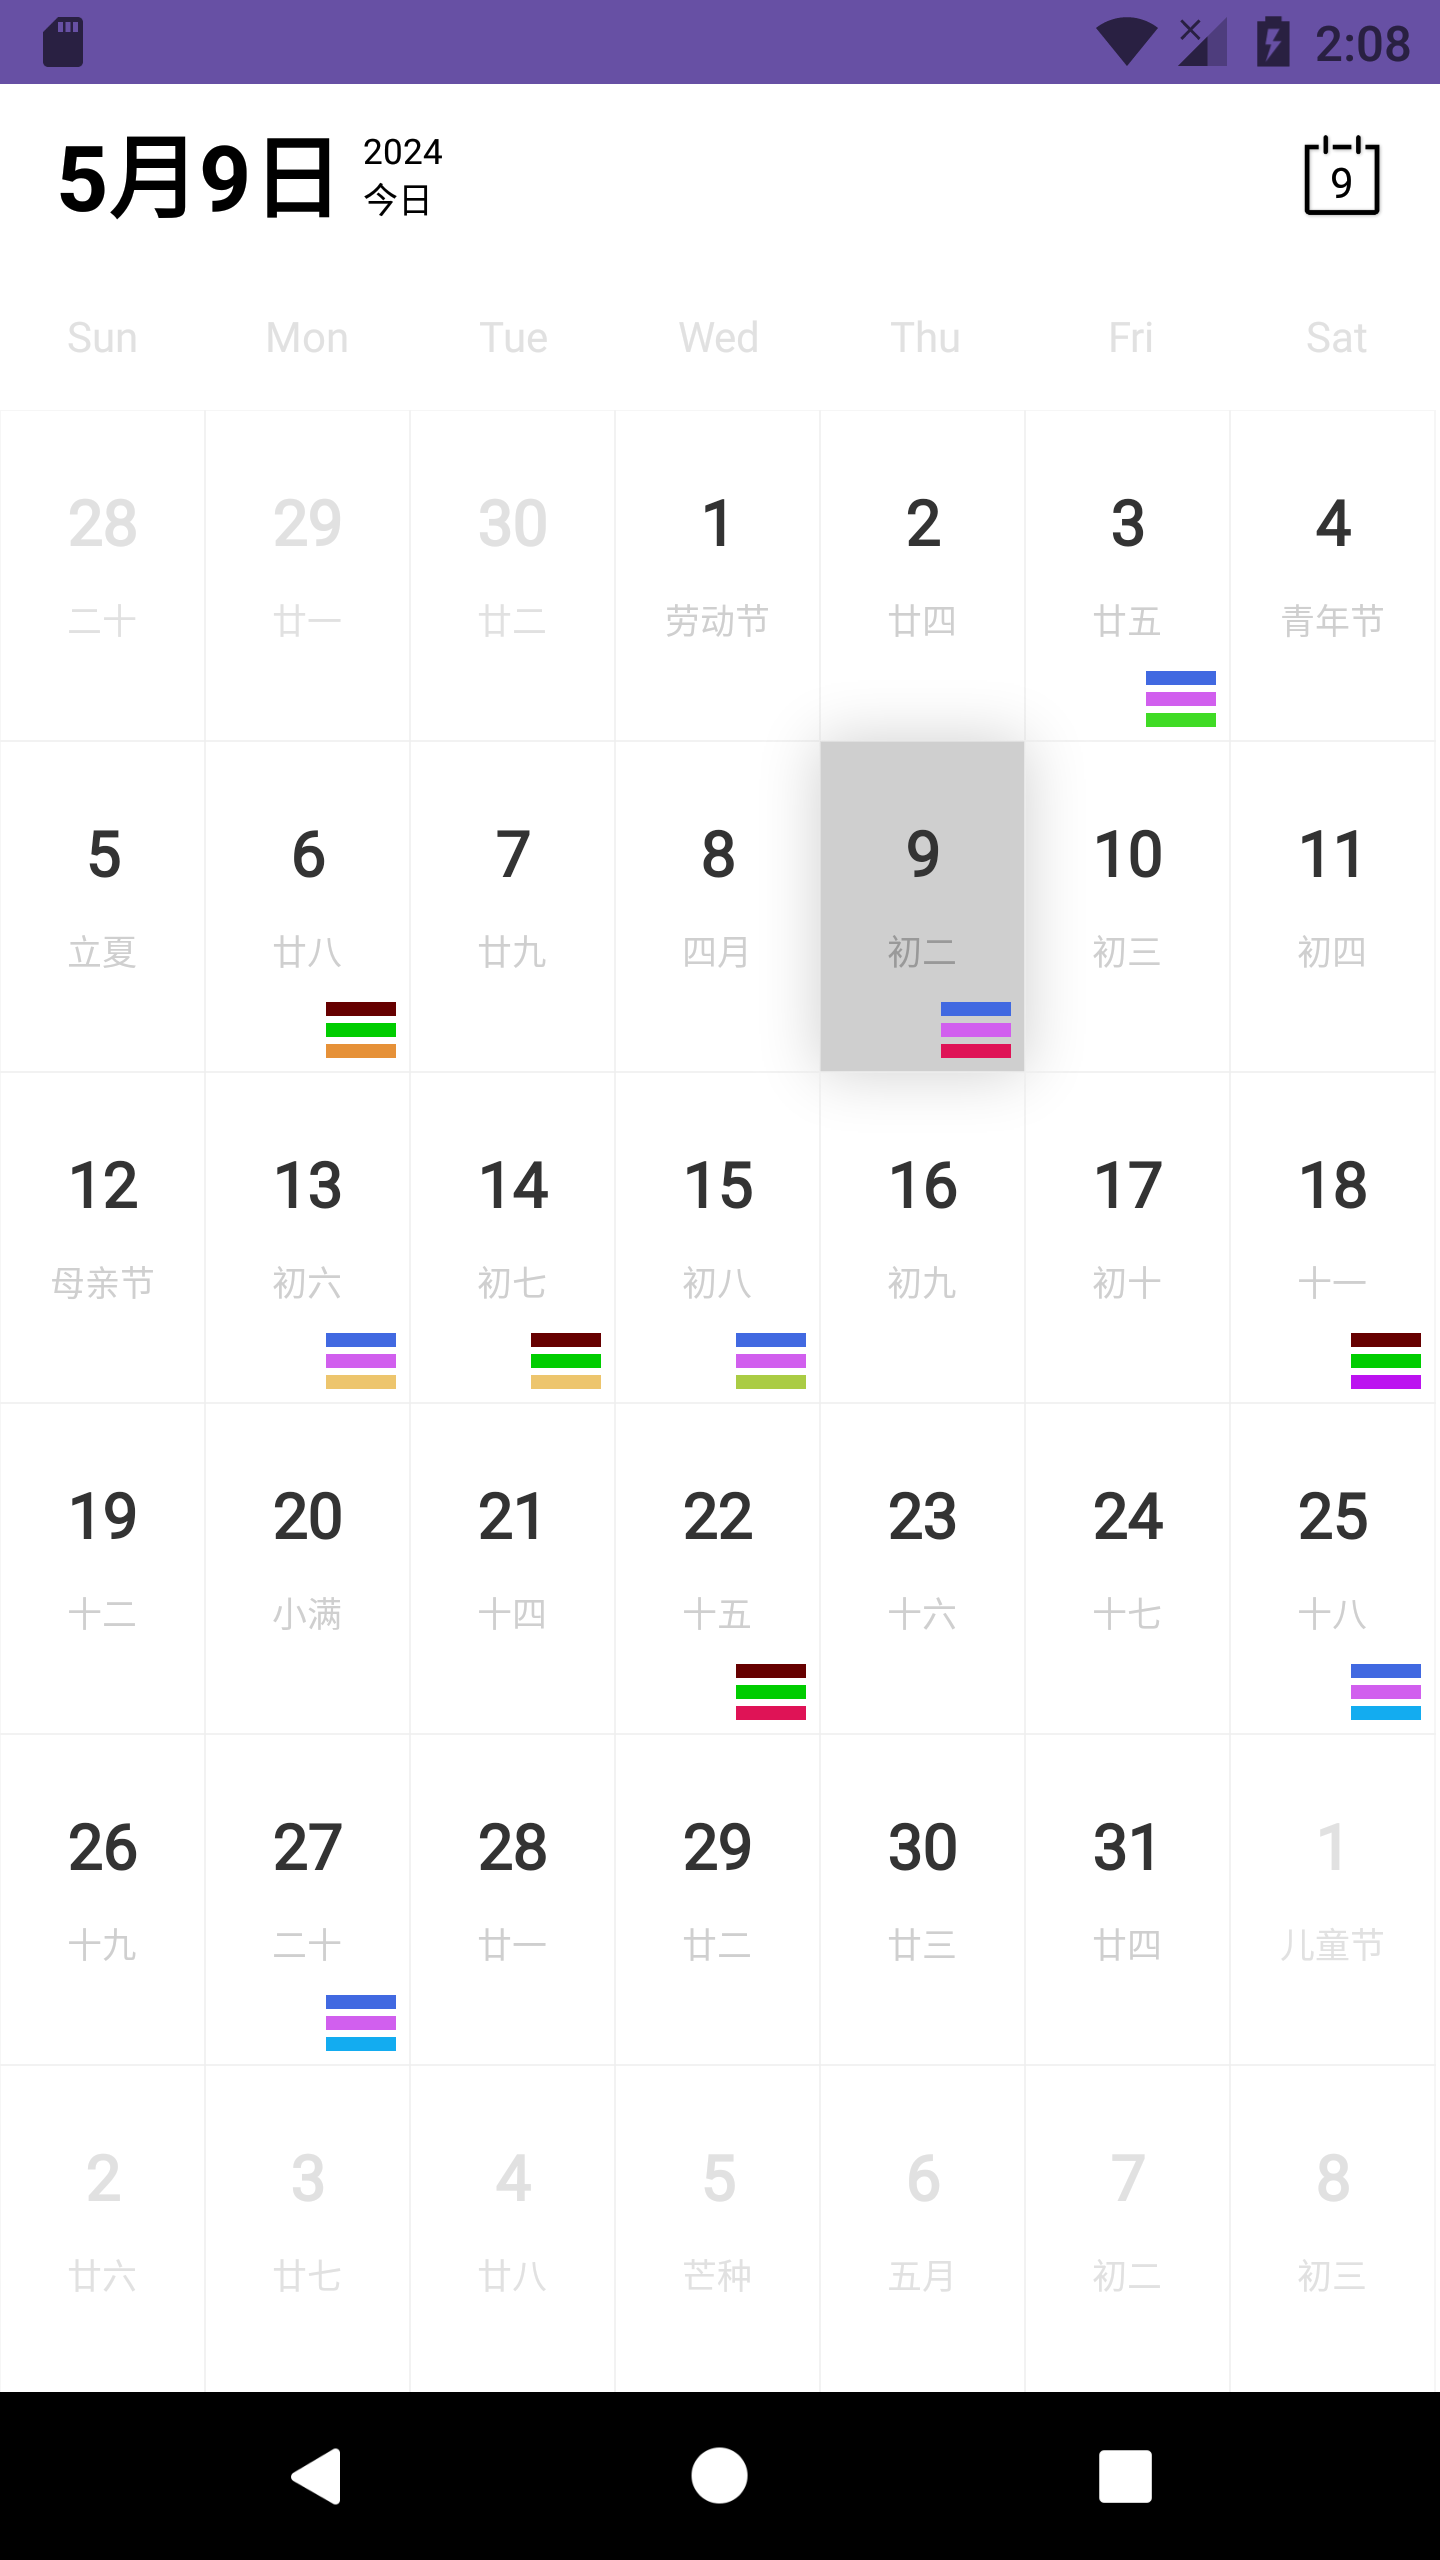 2:08
5月9日
2024
今日
9
Sun Mon Tue Wed Thu Fri Sat
28 29 30 1 2 3 4
二十 廿一 廿二 劳动节 廿四 廿五 青年节
5 6 7 8 9 10 11
立夏 廿八 廿九 四月 初二 初三 初四
12 13 14 15 16 17 18
母亲节 初六 初七 初八 初九 初十 十一
19 20 21 22 23 24 25
十二 小满 十四 十五 十六 十七 十八
26 27 28 29 30 31 1
十九 二十 廿一 廿二 廿三 廿四 儿童节
2 3 4 5 6 7 8
廿六 廿七 廿八 芒种 五月 初二 初三